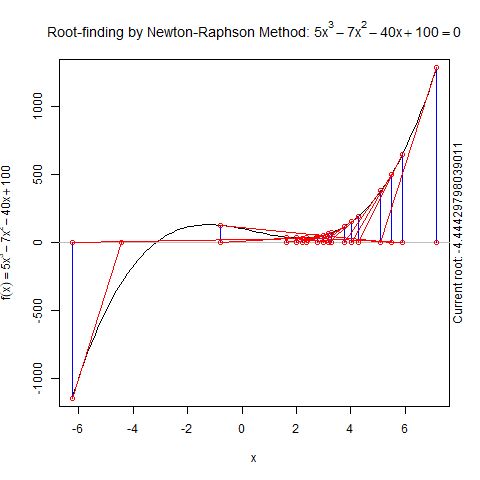 Root-finding by Newton-Raphson Method: 5x³ − 7x² − 40x + 100 = 0
1000
500
0
-500
-1000
f(x) = 5x³ − 7x² − 40x + 100
Current root: -4.44429798039011
-6 -4 -2 0 2 4 6
x